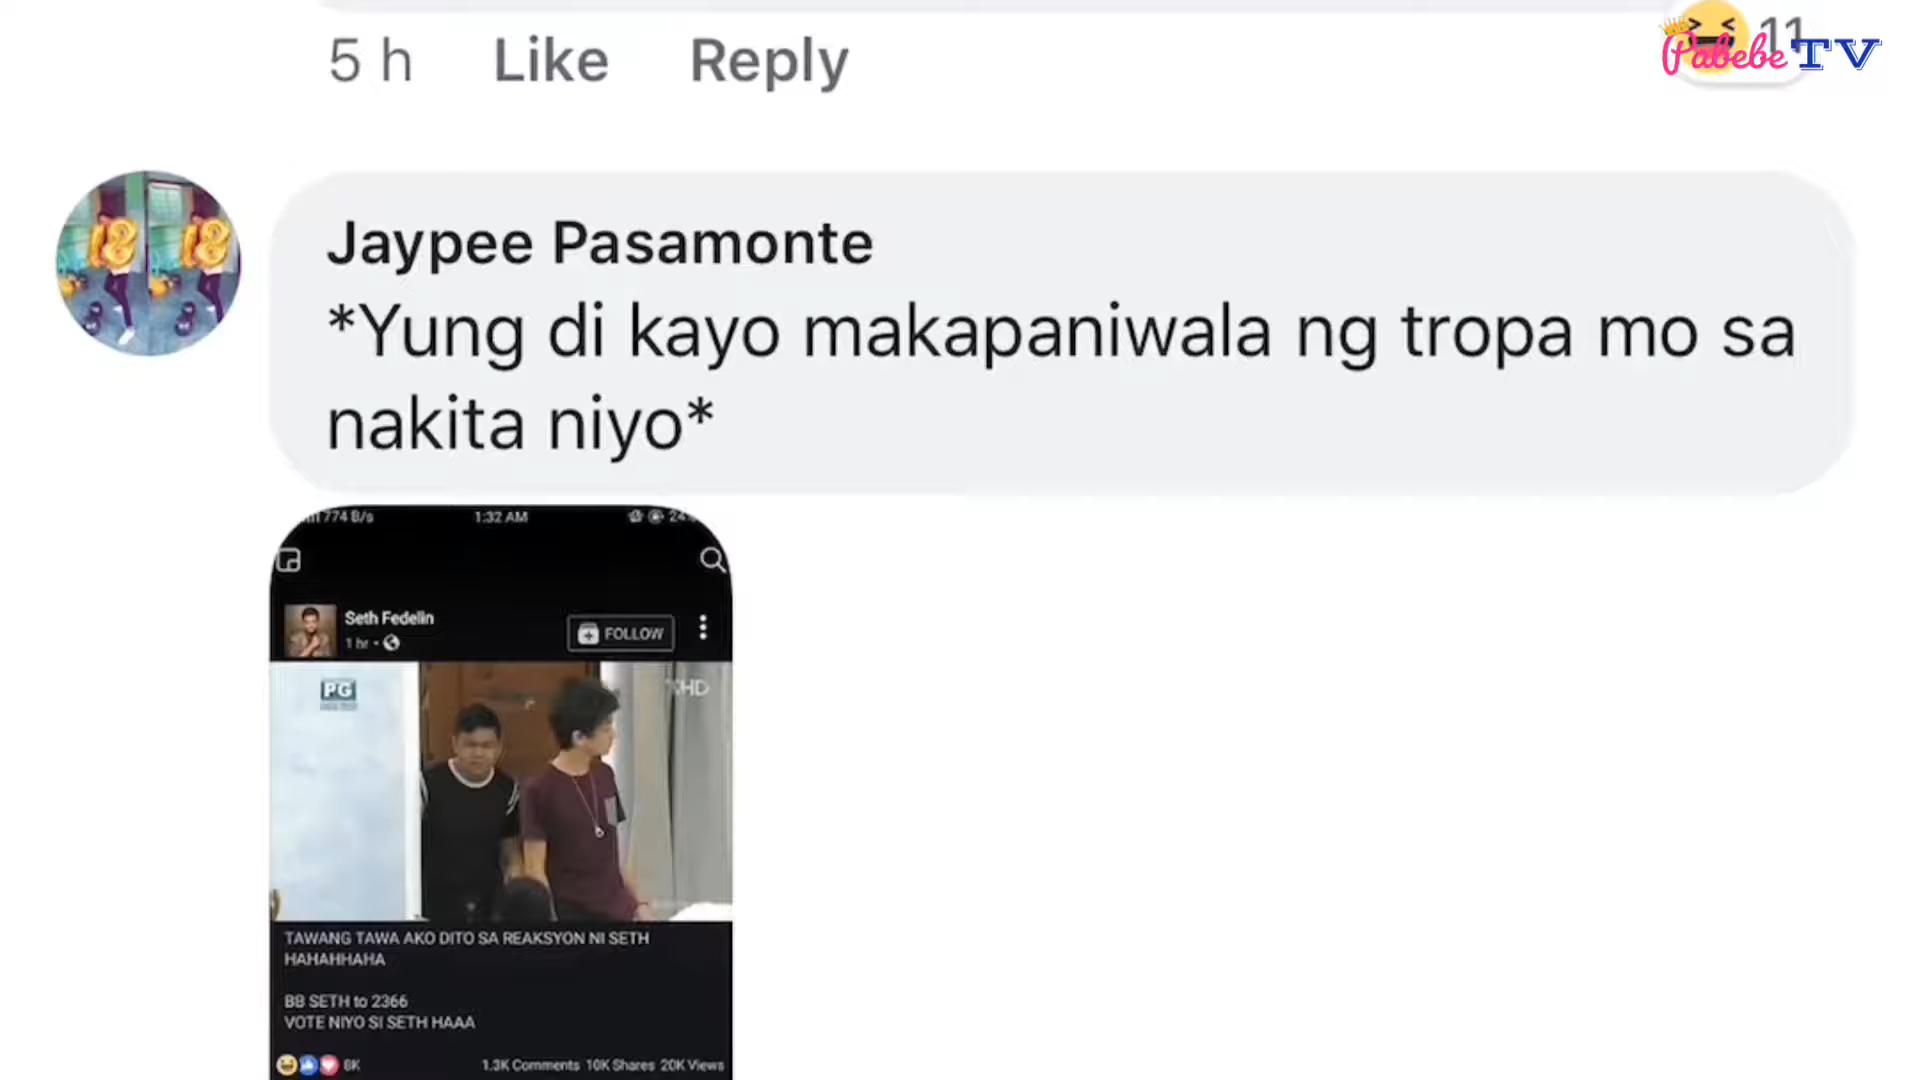 5 h Like Reply
11
Pabebe TV
Jaypee Pasamonte
*Yung di kayo makapaniwala ng tropa mo sa
nakita niyo*
774 B/s 1:32 AM
Seth Fedelin
1 hr
FOLLOW
PG
HD
TAWANG TAWA AKO DITO SA REAKSYON NI SETH
HAHAHHAHA
BB SETH to 2366
VOTE NIYO SI SETH HAAA
6K 1.3K Comments 10K Shares 20K Views